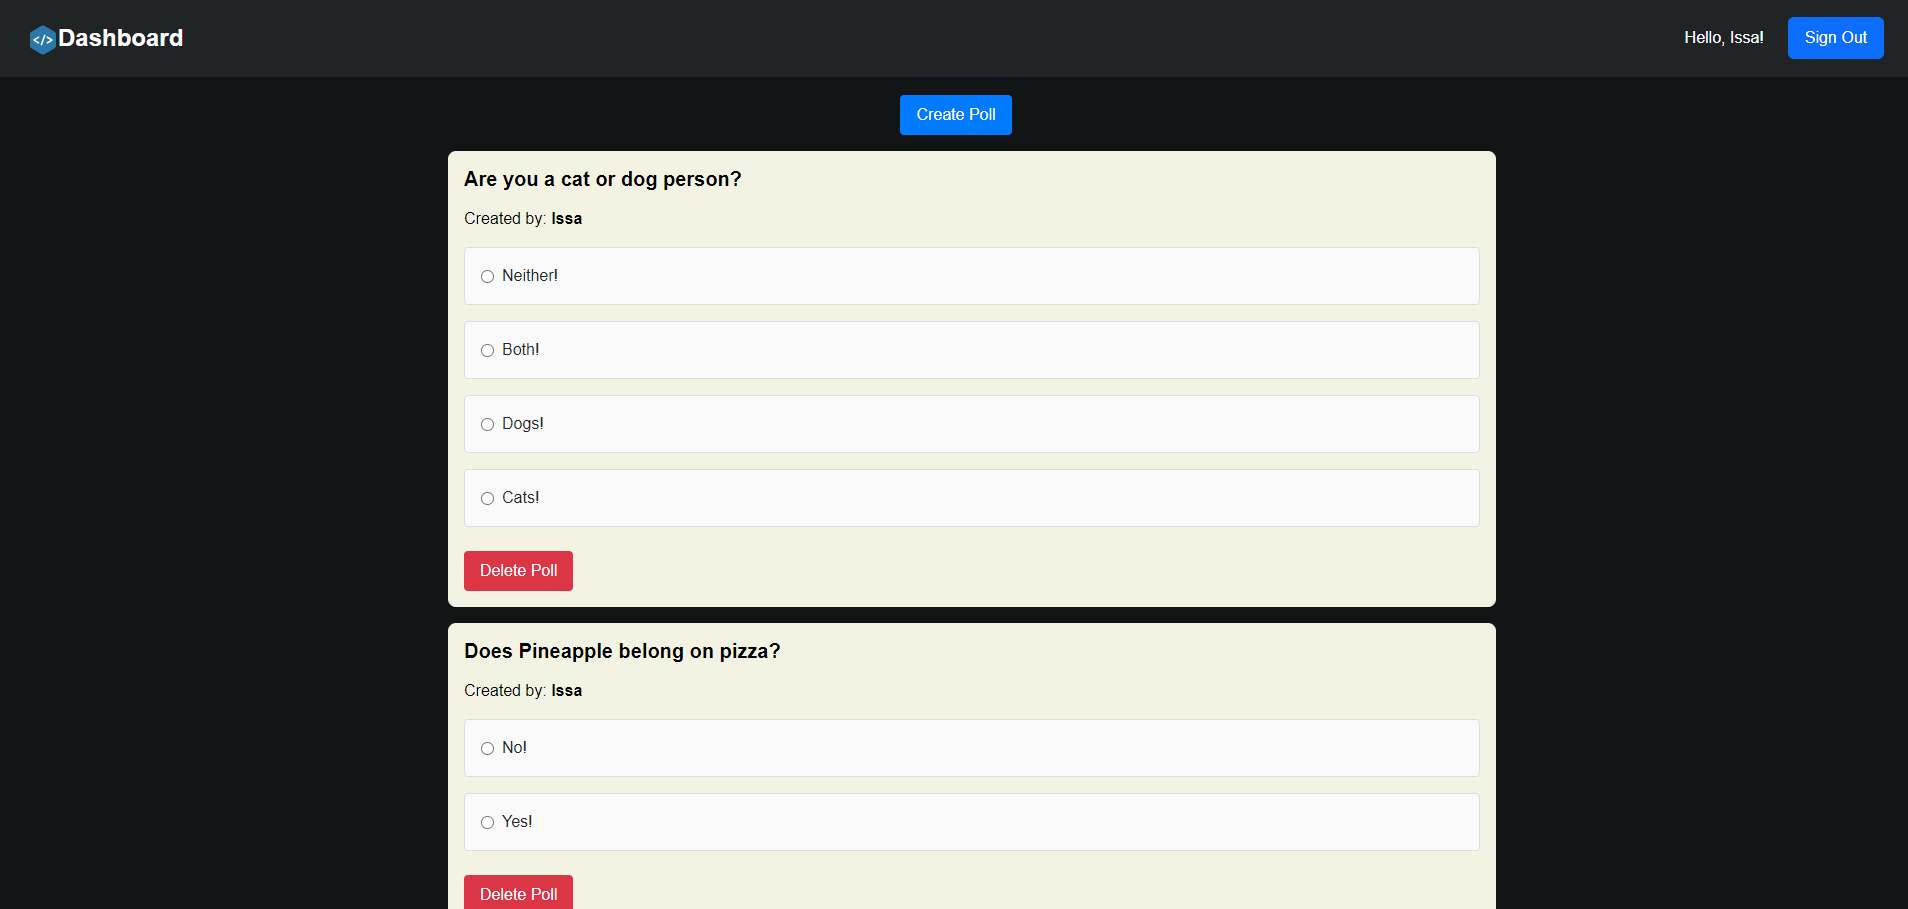 </> Dashboard
Hello, Issa!
Sign Out
Create Poll
Are you a cat or dog person?
Created by: Issa
Neither!
Both!
Dogs!
Cats!
Delete Poll
Does Pineapple belong on pizza?
Created by: Issa
No!
Yes!
Delete Poll